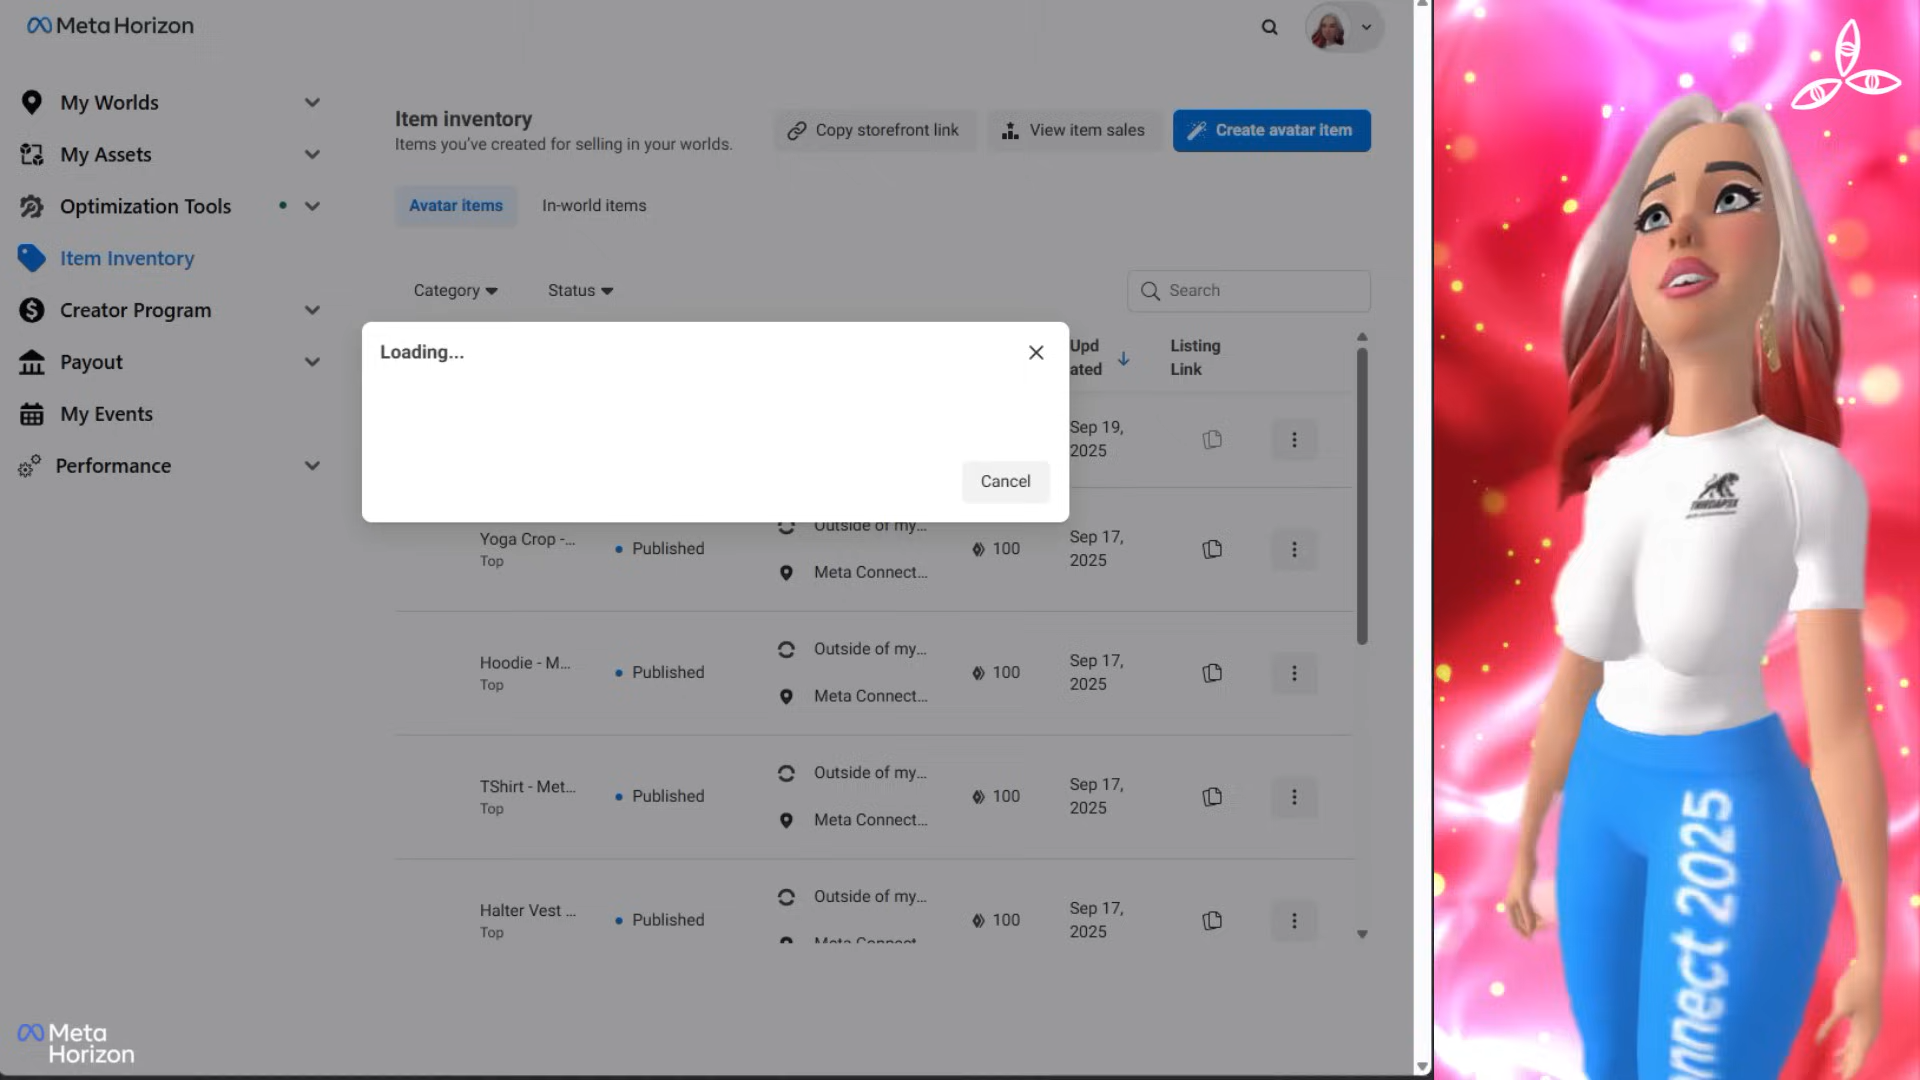 Meta Horizon
My Worlds
My Assets
Optimization Tools
Item Inventory
Creator Program
Payout
My Events
Performance
Meta
Horizon
Item inventory
Items you've created for selling in your worlds.
Copy storefront link
View item sales
Create avatar item
Avatar items
In-world items
Category
Status
Search
Loading...
Cancel
Upd
ated
Listing
Link
Sep 19,
2025
Yoga Crop -...
Top
Published
Outside of my...
Meta Connect...
100
Sep 17,
2025
Hoodie - M...
Top
Published
Outside of my...
Meta Connect...
100
Sep 17,
2025
TShirt - Met...
Top
Published
Outside of my...
Meta Connect...
100
Sep 17,
2025
Halter Vest ...
Top
Published
Outside of my...
Meta Connect...
100
Sep 17,
2025
nnect 2025